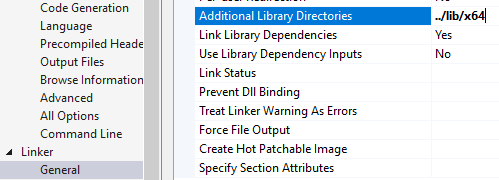 Code Generation
Language
Precompiled Heade
Output Files
Browse Information
Advanced
All Options
Command Line
Linker
General
Additional Library Directories ../lib/x64
Link Library Dependencies Yes
Use Library Dependency Inputs No
Link Status
Prevent Dll Binding
Treat Linker Warning As Errors
Force File Output
Create Hot Patchable Image
Specify Section Attributes